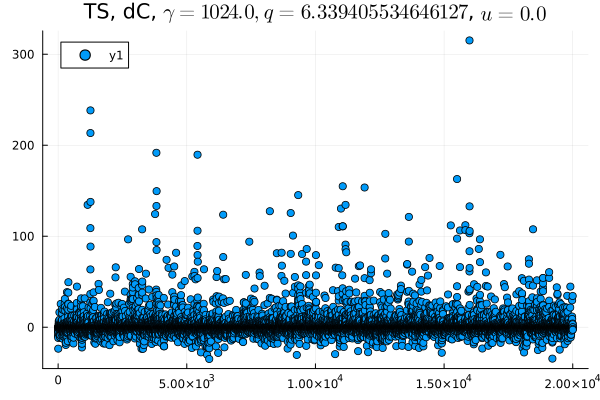 TS, dC, γ = 1024.0, q = 6.339405534646127, u = 0.0
300
y1
200
100
0
0 5.00×10³ 1.00×10⁴ 1.50×10⁴ 2.00×10⁴